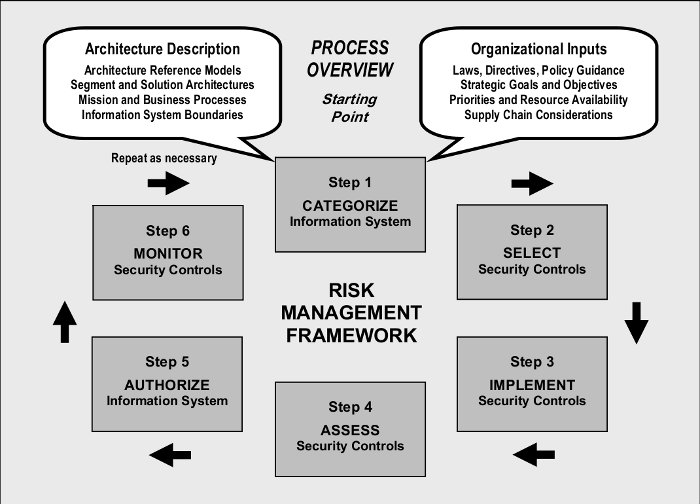 Architecture Description
Architecture Reference Models
Segment and Solution Architectures
Mission and Business Processes
Information System Boundaries
PROCESS
OVERVIEW
Starting
Point
Organizational Inputs
Laws, Directives, Policy Guidance
Strategic Goals and Objectives
Priorities and Resource Availability
Supply Chain Considerations
Repeat as necessary
Step 1
CATEGORIZE
Information System
Step 2
SELECT
Security Controls
Step 3
IMPLEMENT
Security Controls
Step 4
ASSESS
Security Controls
Step 5
AUTHORIZE
Information System
Step 6
MONITOR
Security Controls
RISK
MANAGEMENT
FRAMEWORK